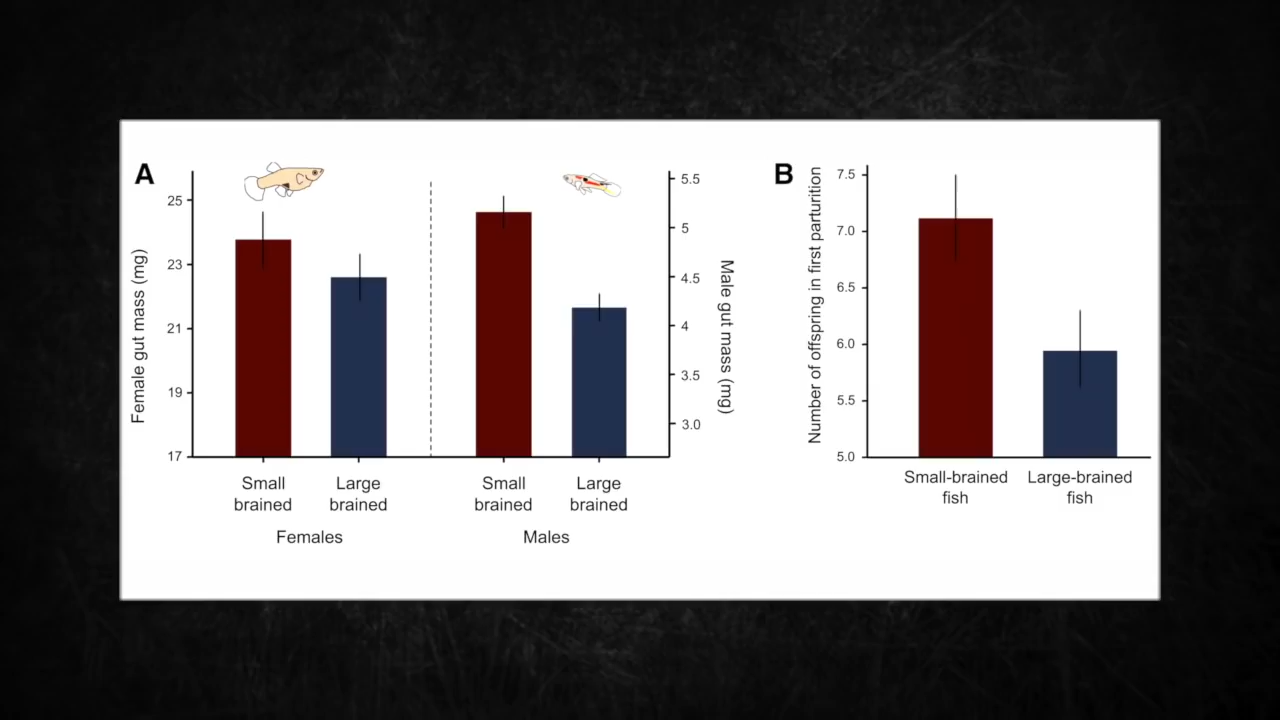 A
Female gut mass (mg)
25
23
21
19
17
Small
brained
Large
brained
Females
Small
brained
Large
brained
Males
5.5
5
4.5
4
3.5
3.0
Male gut mass (mg)
B
Number of offspring in first parturition
7.5
7.0
6.5
6.0
5.5
5.0
Small-brained
fish
Large-brained
fish